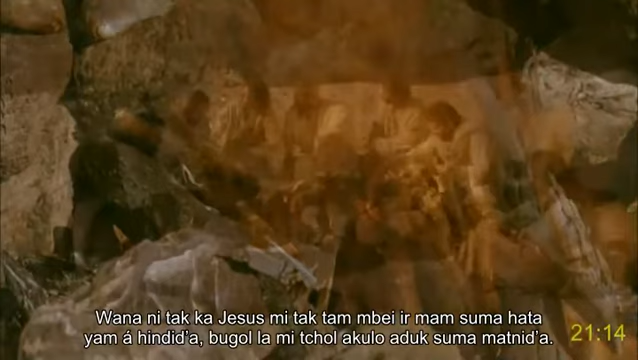 Wana ni tak ka Jesus mi tak tam mbei ir mam suma hata
yam á hindid'a, bugol la mi tchol akulo aduk suma matnid'a.
21:14